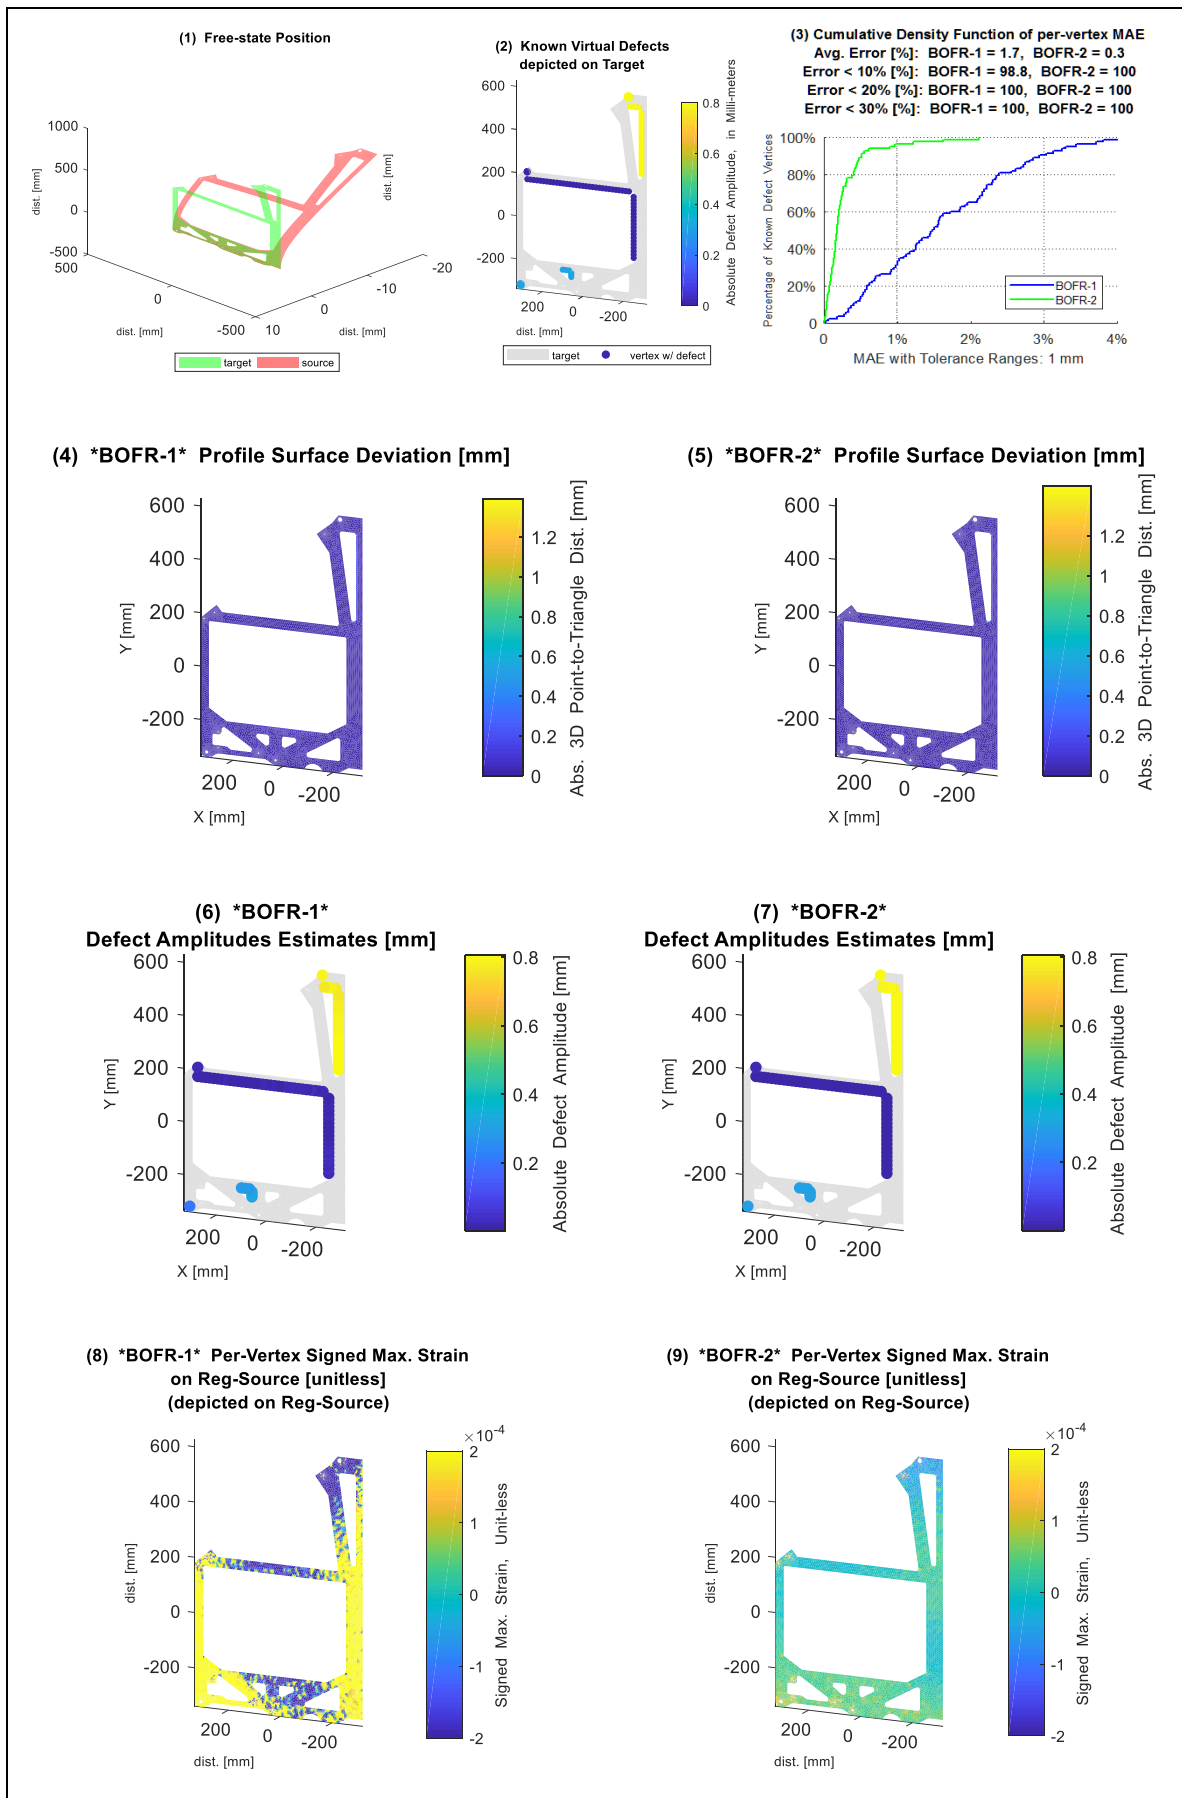 (1) Free-state Position
1000
500
0
-500
dist. [mm]
500
0
-500
dist. [mm]
10
0
-10
-20
dist. [mm]
dist. [mm]
target
source
(2) Known Virtual Defects
depicted on Target
600
400
200
0
-200
dist. [mm]
200
0
-200
dist. [mm]
0.8
0.6
0.4
0.2
0
Absolute Defect Amplitude, in Milli-meters
target
vertex w/ defect
(3) Cumulative Density Function of per-vertex MAE
Avg. Error [%]: BOFR-1 = 1.7, BOFR-2 = 0.3
Error < 10% [%]: BOFR-1 = 98.8, BOFR-2 = 100
Error < 20% [%]: BOFR-1 = 100, BOFR-2 = 100
Error < 30% [%]: BOFR-1 = 100, BOFR-2 = 100
100%
80%
60%
40%
20%
0
Percentage of Known Defect Vertices
BOFR-1
BOFR-2
0
1%
2%
3%
4%
MAE with Tolerance Ranges: 1 mm
(4) *BOFR-1* Profile Surface Deviation [mm]
600
400
200
0
-200
Y [mm]
200
0
-200
X [mm]
1.2
1
0.8
0.6
0.4
0.2
0
Abs. 3D Point-to-Triangle Dist. [mm]
(5) *BOFR-2* Profile Surface Deviation [mm]
600
400
200
0
-200
Y [mm]
200
0
-200
X [mm]
1.2
1
0.8
0.6
0.4
0.2
0
Abs. 3D Point-to-Triangle Dist. [mm]
(6) *BOFR-1*
Defect Amplitudes Estimates [mm]
600
400
200
0
-200
Y [mm]
200
0
-200
X [mm]
0.8
0.6
0.4
0.2
Absolute Defect Amplitude [mm]
(7) *BOFR-2*
Defect Amplitudes Estimates [mm]
600
400
200
0
-200
Y [mm]
200
0
-200
X [mm]
0.8
0.6
0.4
0.2
Absolute Defect Amplitude [mm]
(8) *BOFR-1* Per-Vertex Signed Max. Strain
on Reg-Source [unitless]
(depicted on Reg-Source)
600
400
200
0
-200
dist. [mm]
200
0
-200
dist. [mm]
×10-4
2
1
0
-1
-2
Signed Max. Strain, Unit-less
(9) *BOFR-2* Per-Vertex Signed Max. Strain
on Reg-Source [unitless]
(depicted on Reg-Source)
600
400
200
0
-200
dist. [mm]
200
0
-200
dist. [mm]
×10-4
2
1
0
-1
-2
Signed Max. Strain, Unit-less